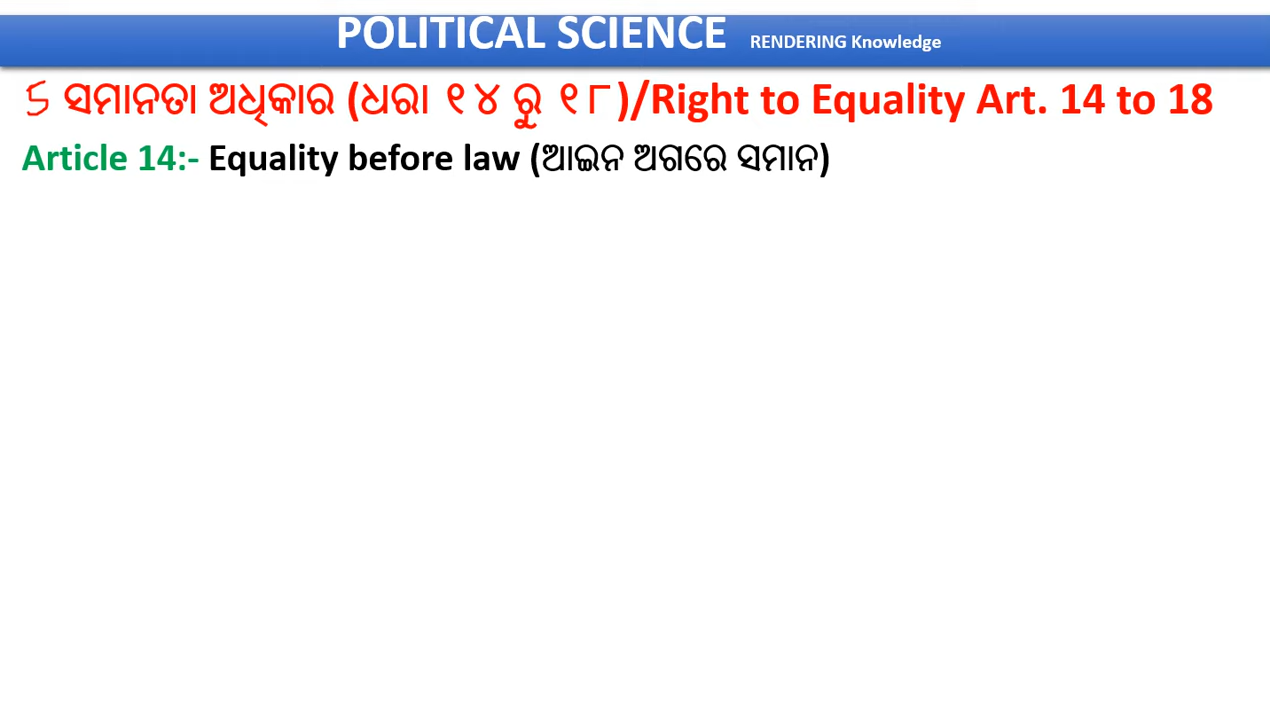 POLITICAL SCIENCE RENDERING Knowledge
ସମାନତା ଅଧିକାର (ଧରା ୧୪ ରୁ ୧୮)/Right to Equality Art. 14 to 18
Article 14:- Equality before law (ଆଇନ ଅଗରେ ସମାନ)